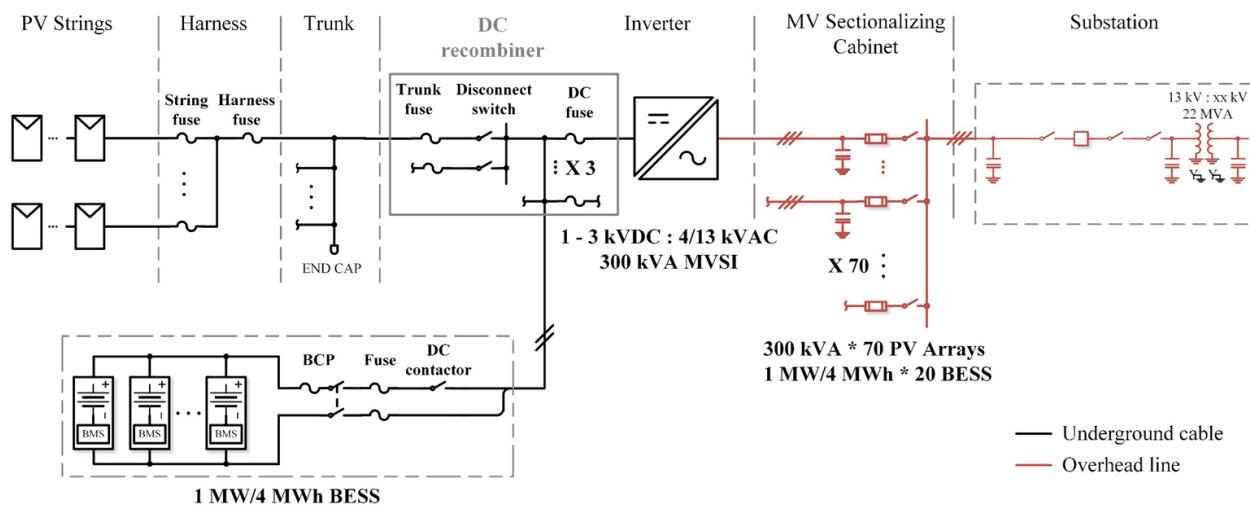 PV Strings
Harness
Trunk
DC
recombiner
Inverter
MV Sectionalizing
Cabinet
Substation
String
fuse
Harness
fuse
Trunk
fuse
Disconnect
switch
DC
fuse
X 3
13 kV : xx kV
22 MVA
Y
Y
END CAP
1 - 3 kVDC : 4/13 kVAC
300 kVA MVSI
X 70
300 kVA * 70 PV Arrays
1 MW/4 MWh * 20 BESS
BCP
Fuse
DC
contactor
+
+
+
BMS
BMS
BMS
1 MW/4 MWh BESS
Underground cable
Overhead line